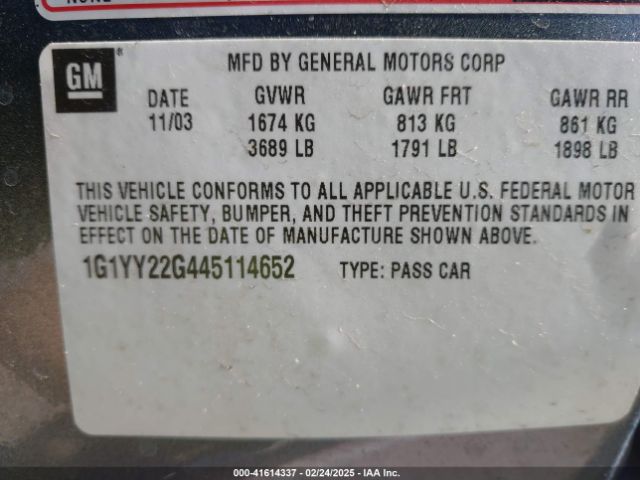 NONE
GM® MFD BY GENERAL MOTORS CORP
DATE GVWR GAWR FRT GAWR RR
11/03 1674 KG 813 KG 861 KG
3689 LB 1791 LB 1898 LB
THIS VEHICLE CONFORMS TO ALL APPLICABLE U.S. FEDERAL MOTOR
VEHICLE SAFETY, BUMPER, AND THEFT PREVENTION STANDARDS IN
EFFECT ON THE DATE OF MANUFACTURE SHOWN ABOVE.
1G1YY22G445114652 TYPE: PASS CAR
000-41614337 - 02/24/2025 - IAA Inc.